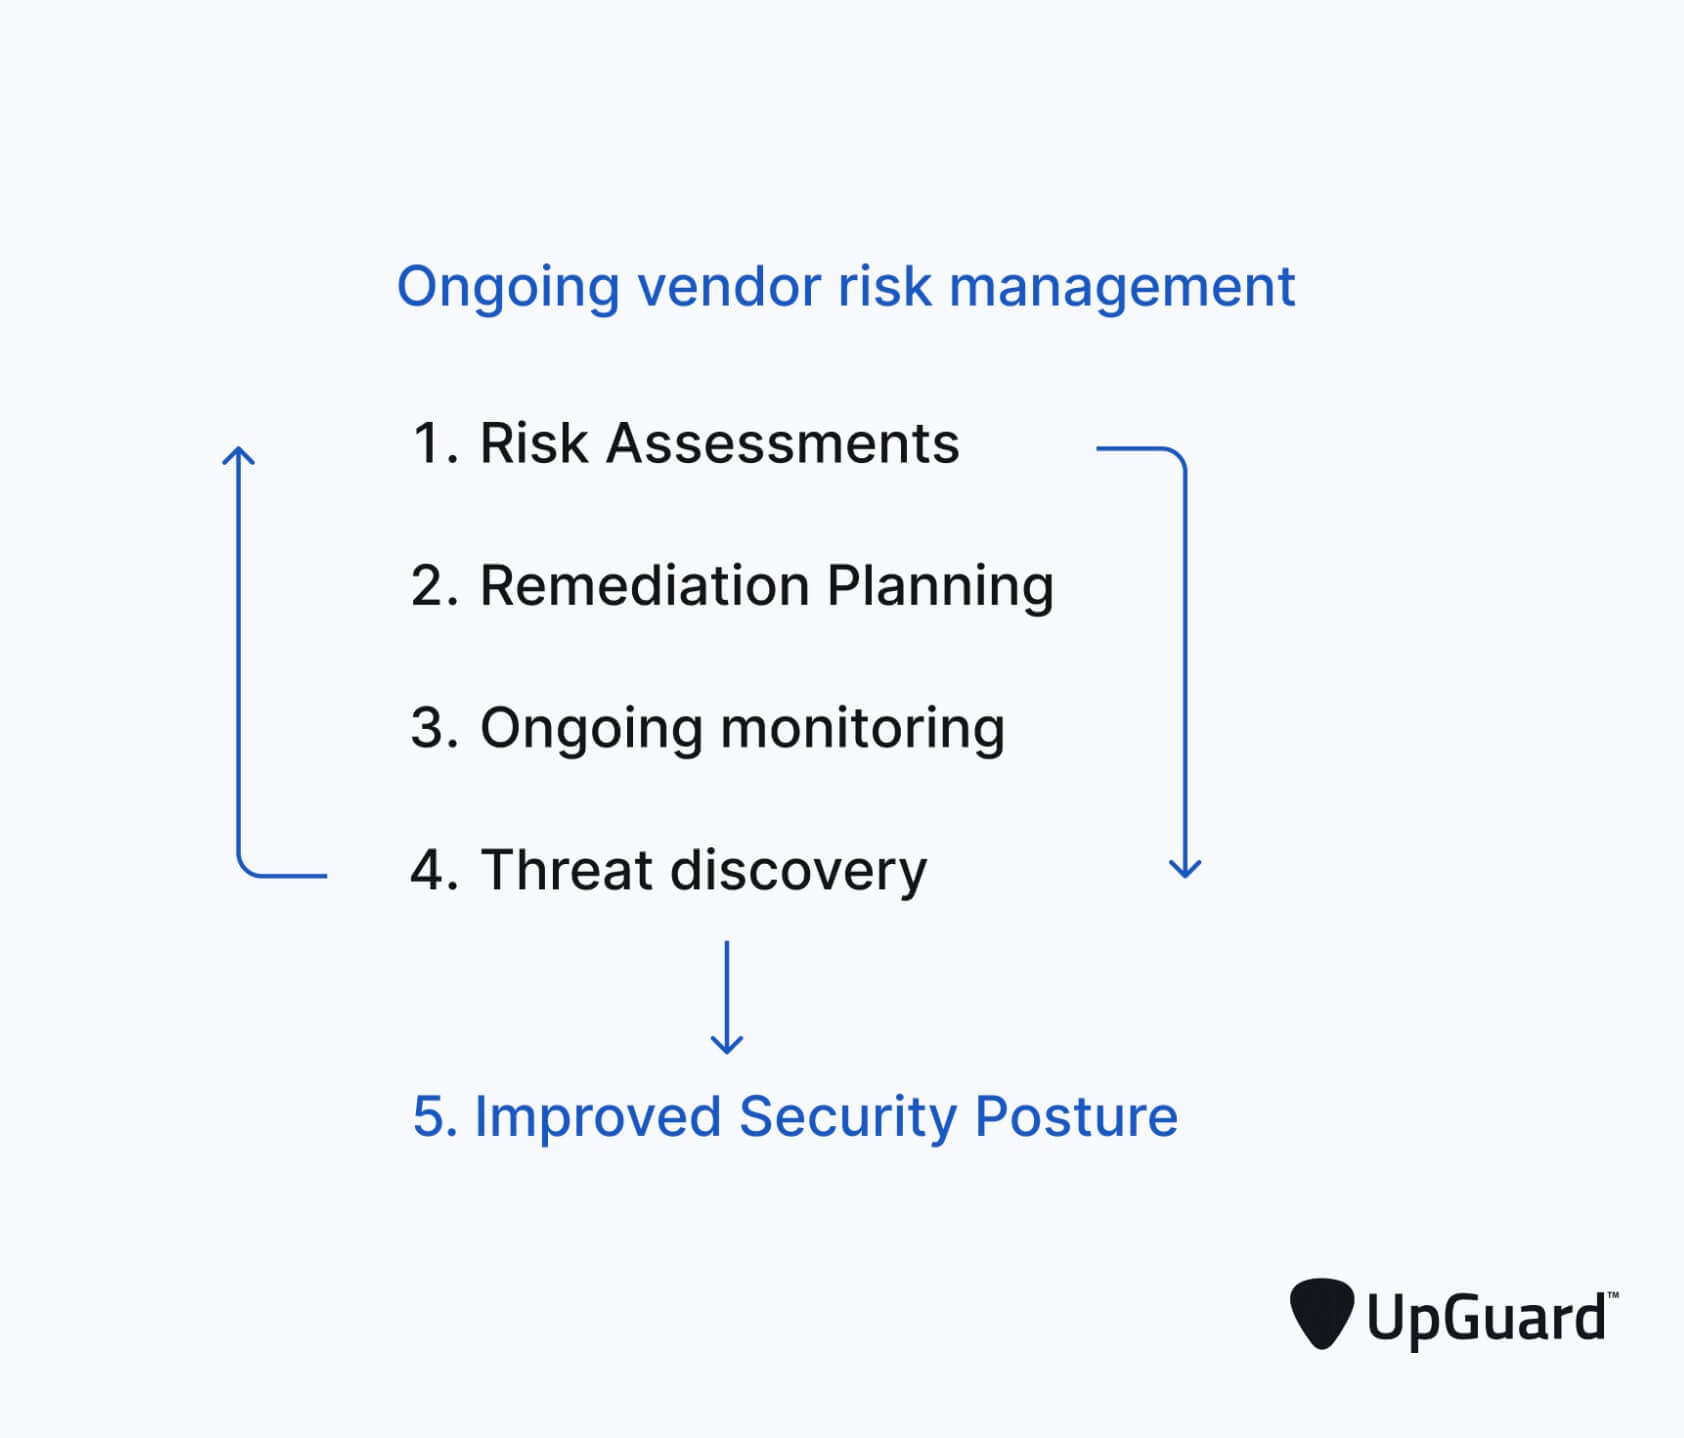 Ongoing vendor risk management
1. Risk Assessments
2. Remediation Planning
3. Ongoing monitoring
4. Threat discovery
5. Improved Security Posture
UpGuard™